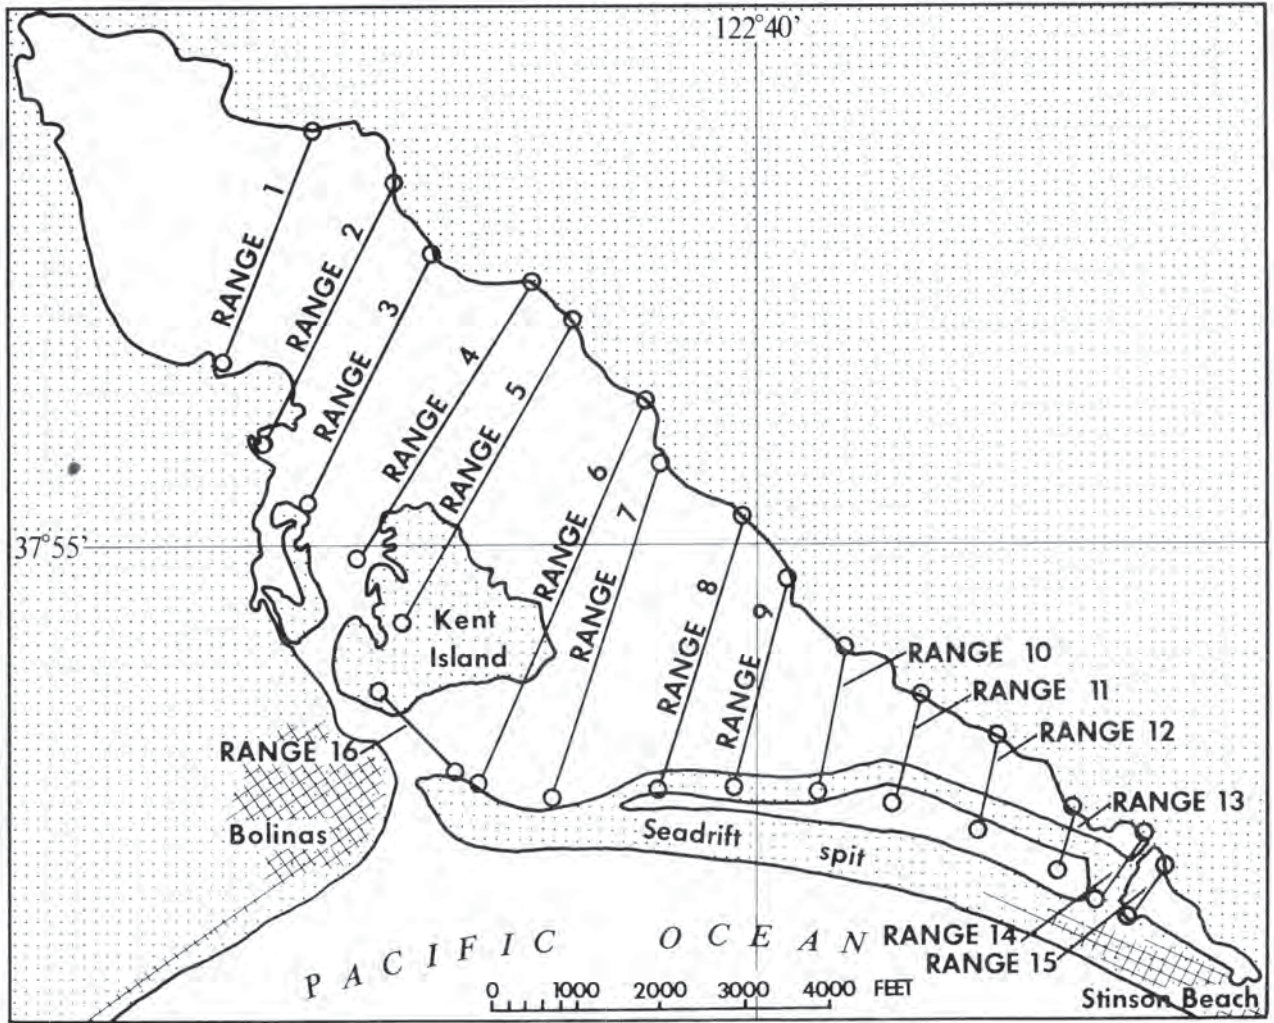 122°40'
RANGE 1
RANGE 2
RANGE 3
RANGE 4
RANGE 5
RANGE 6
RANGE 7
37°55'
RANGE 8
RANGE 9
Kent
Island
RANGE 10
RANGE 11
RANGE 12
RANGE 16
RANGE 13
Bolinas
Seadrift spit
PACIFIC OCEAN
RANGE 14
RANGE 15
0 1000 2000 3000 4000 FEET
Stinson Beach